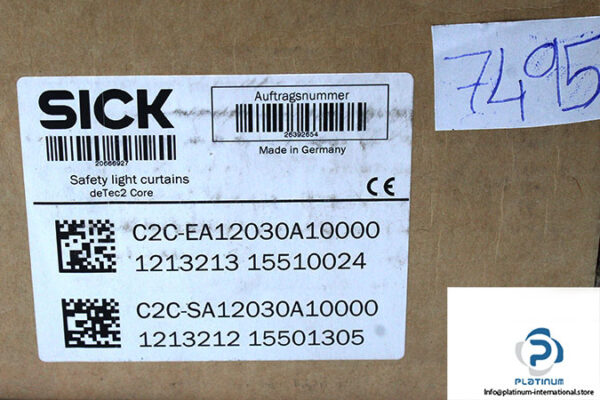 SICK
20666927
Auftragsnummer
26392654
Made in Germany
Safety light curtains
deTec2 Core
CE
C2C-EA12030A10000
1213213 15510024
C2C-SA12030A10000
1213212 15501305
7495
PLATINUM
Info@platinum-international.store